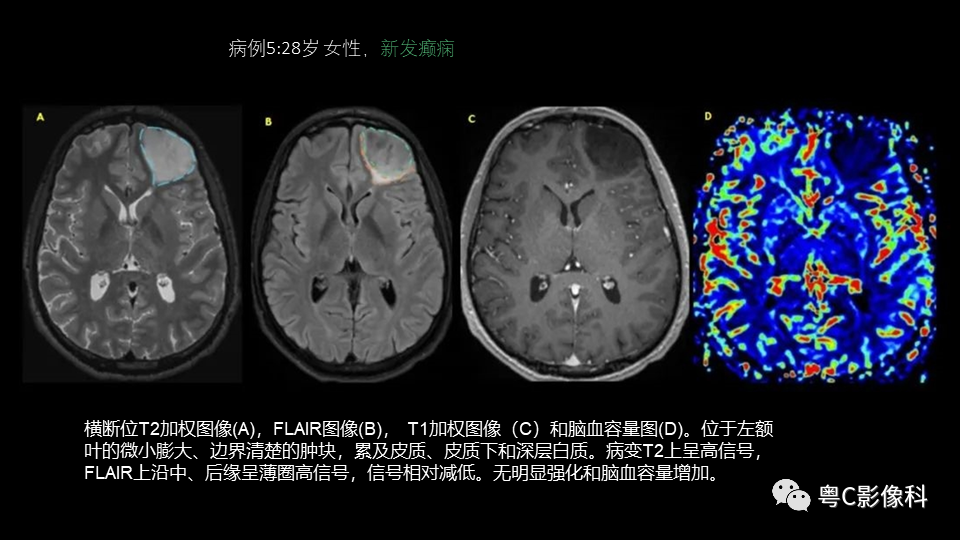 病例5:28岁 女性，新发癫痫
A
B
C
D
横断位T2加权图像(A)，FLAIR图像(B)， T1加权图像（C）和脑血容量图(D)。位于左额
叶的微小膨大、边界清楚的肿块，累及皮质、皮质下和深层白质。病变T2上呈高信号，
FLAIR上沿中、后缘呈薄圈高信号，信号相对减低。无明显强化和脑血容量增加。
粤C影像科